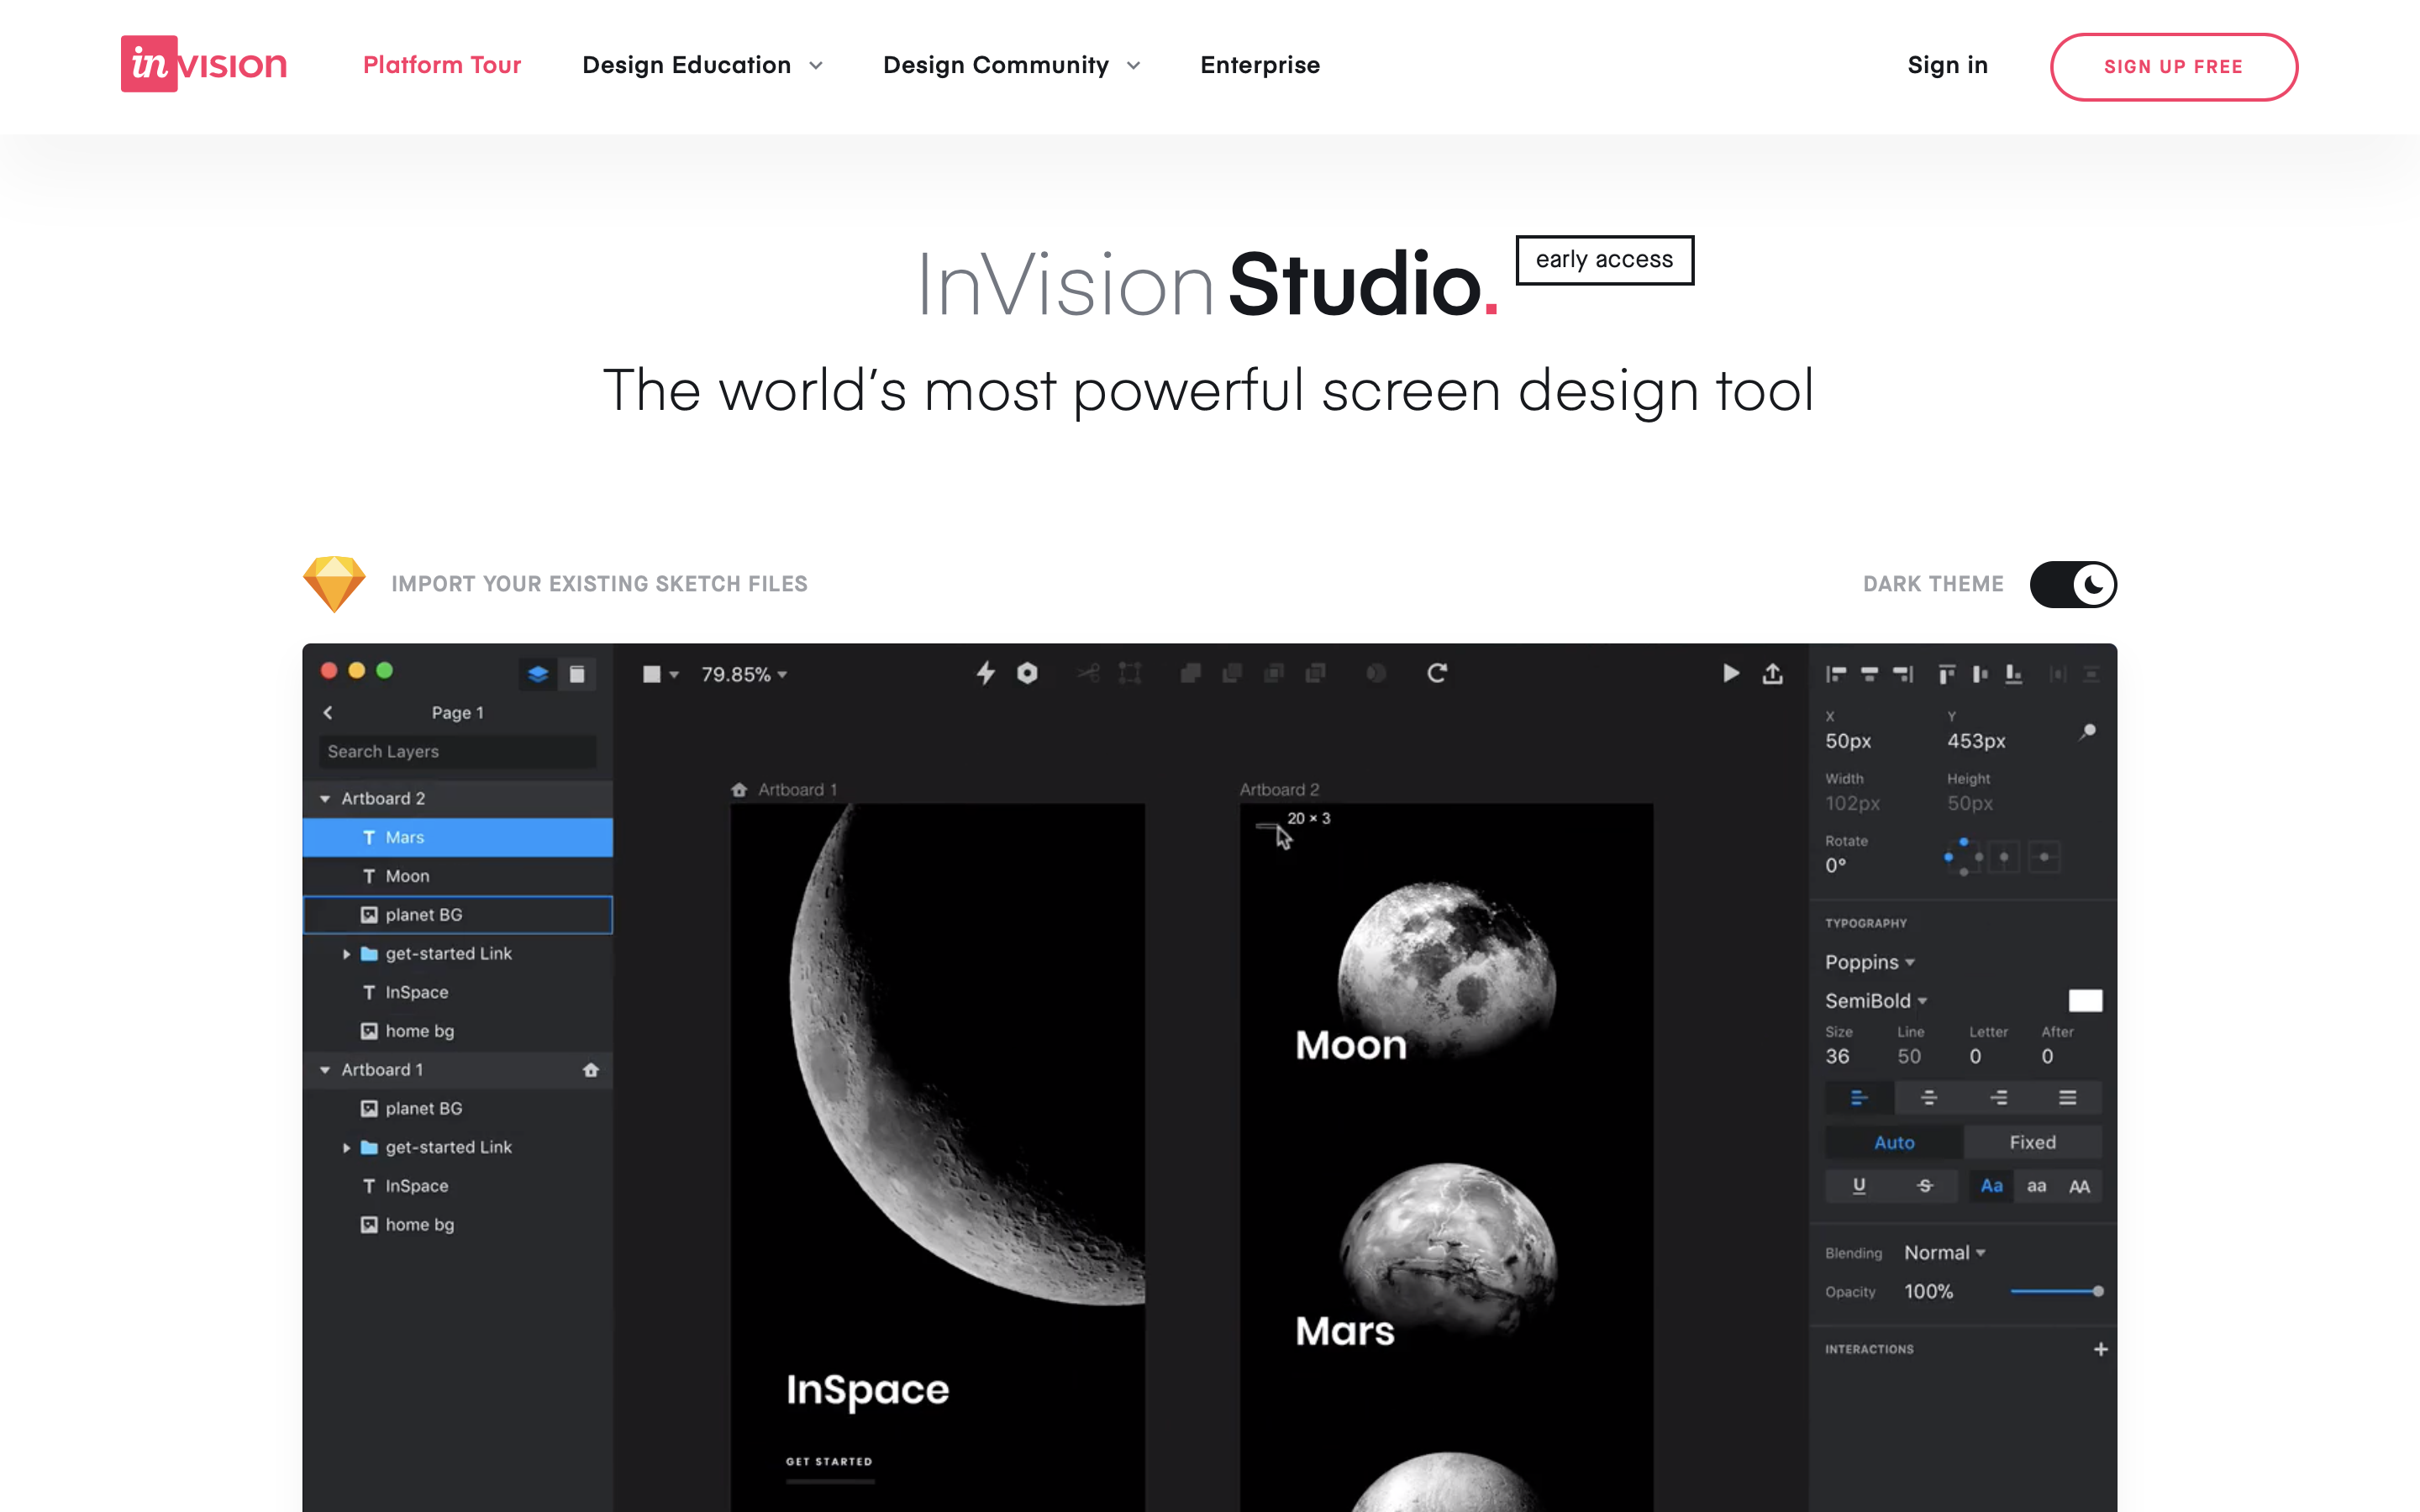 invision
Platform Tour
Design Education
Design Community
Enterprise
Sign in
SIGN UP FREE
InVision Studio.
early access
The world’s most powerful screen design tool
IMPORT YOUR EXISTING SKETCH FILES
DARK THEME
Page 1
Search Layers
Artboard 2
Mars
Moon
planet BG
get-started Link
InSpace
home bg
Artboard 1
planet BG
get-started Link
InSpace
home bg
79.85%
Artboard 1
InSpace
GET STARTED
Artboard 2
20 × 3
Moon
Mars
X Y
50px 453px
Width Height
102px 50px
Rotate
0°
TYPOGRAPHY
Poppins
SemiBold
Size Line Letter After
36 50 0 0
Auto Fixed
U S Aa aa AA
Blending Normal
Opacity 100%
INTERACTIONS